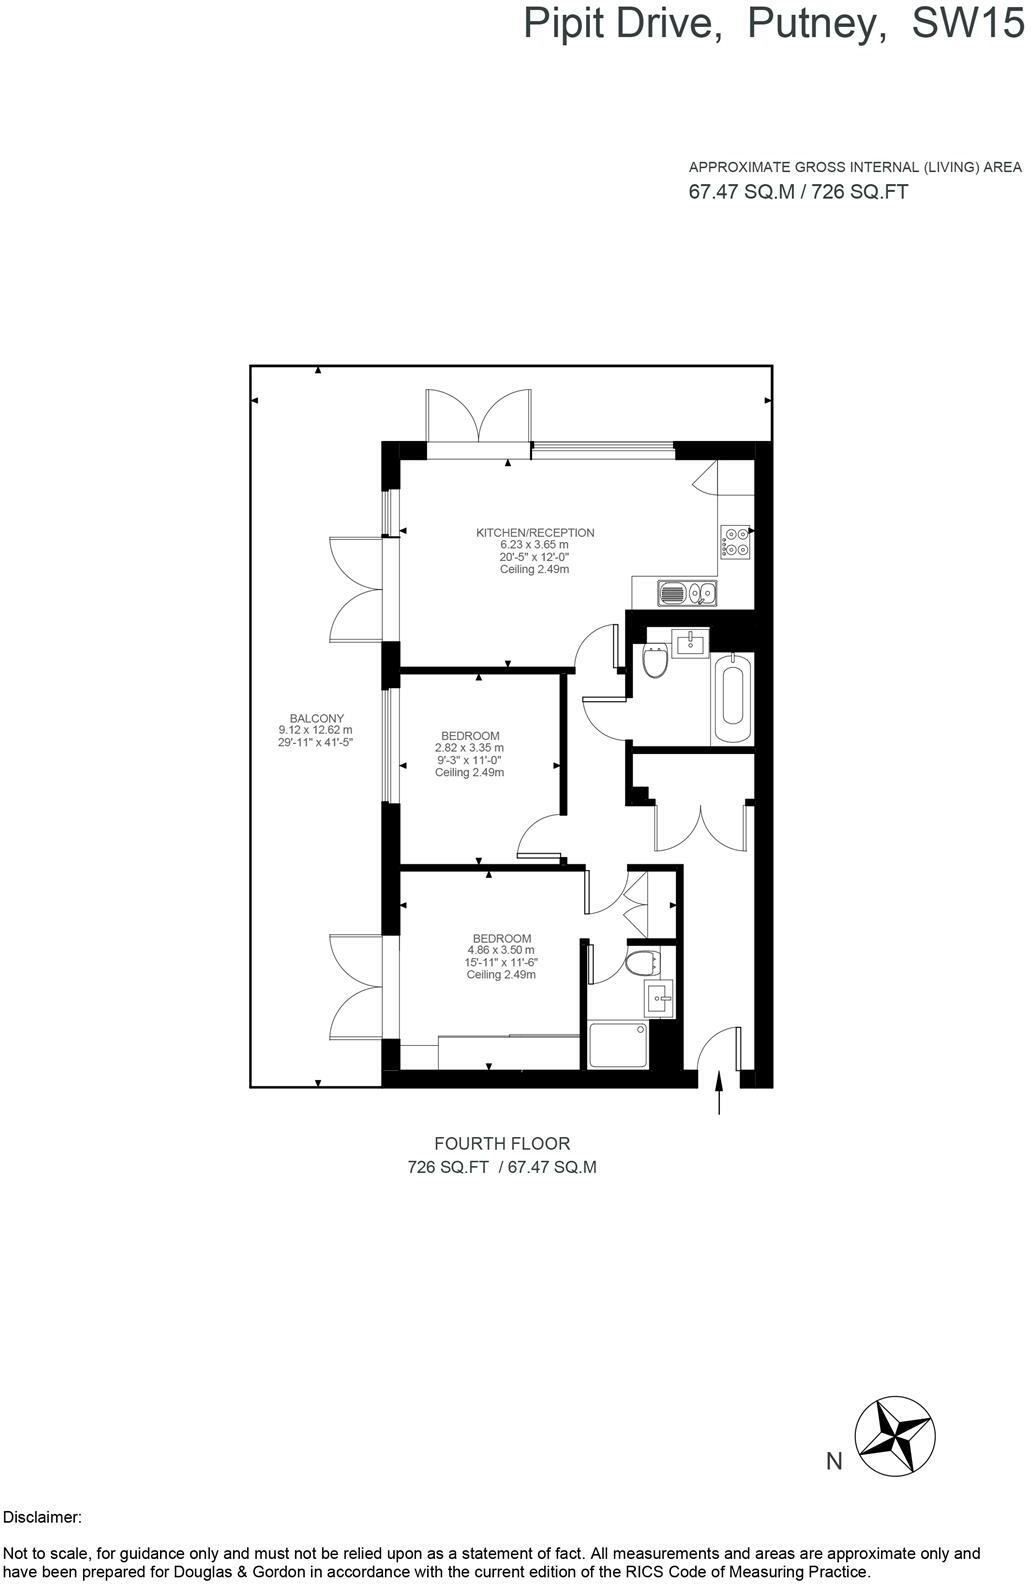 Pipit Drive, Putney, SW15
APPROXIMATE GROSS INTERNAL (LIVING) AREA
67.47 SQ.M / 726 SQ.FT
KITCHEN/RECEPTION
6.23 x 3.65 m
20'-5" x 12'-0"
Ceiling 2.49m
BALCONY
9.12 x 12.62 m
29'-11" x 41'-5"
BEDROOM
2.82 x 3.35 m
9'-3" x 11'-0"
Ceiling 2.49m
BEDROOM
4.86 x 3.50 m
15'-11" x 11'-6"
Ceiling 2.49m
FOURTH FLOOR
726 SQ.FT / 67.47 SQ.M
N
Disclaimer:
Not to scale, for guidance only and must not be relied upon as a statement of fact. All measurements and areas are approximate only and
have been prepared for Douglas & Gordon in accordance with the current edition of the RICS Code of Measuring Practice.